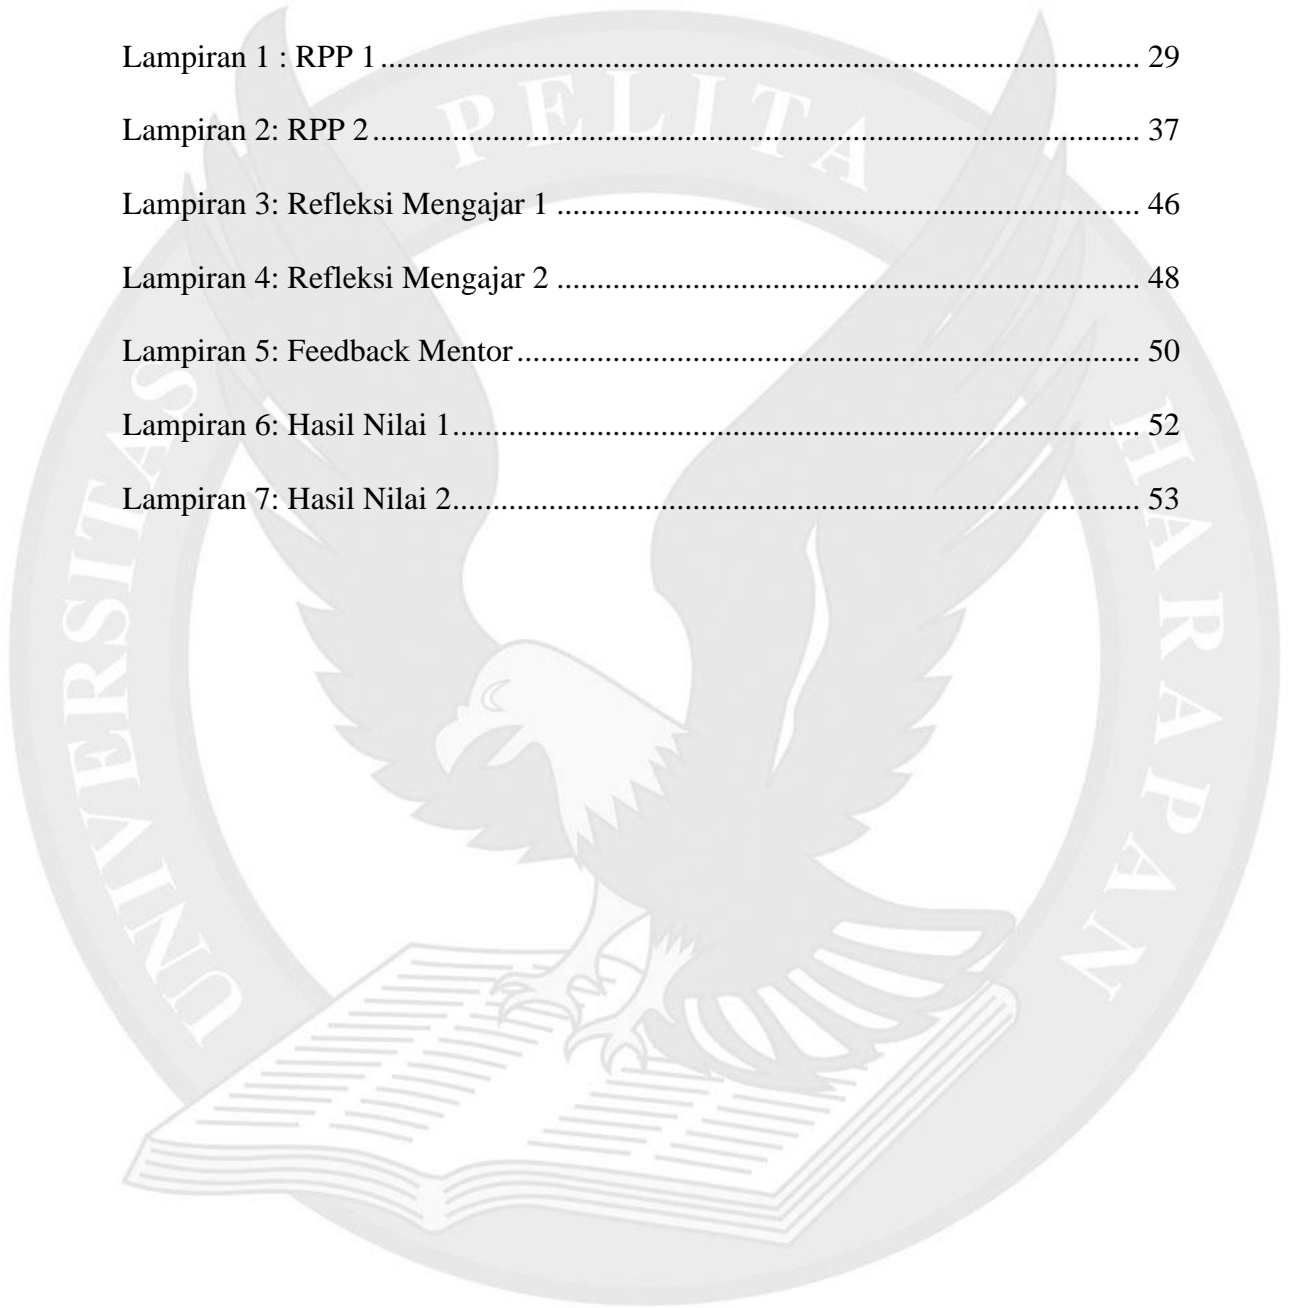 Lampiran 1 : RPP 1 ........................................................................................... 29
Lampiran 2: RPP 2 ............................................................................................ 37
Lampiran 3: Refleksi Mengajar 1 ...................................................................... 46
Lampiran 4: Refleksi Mengajar 2 ...................................................................... 48
Lampiran 5: Feedback Mentor ........................................................................... 50
Lampiran 6: Hasil Nilai 1 ................................................................................... 52
Lampiran 7: Hasil Nilai 2 ................................................................................... 53
UNIVERSITAS PELITA HARAPAN